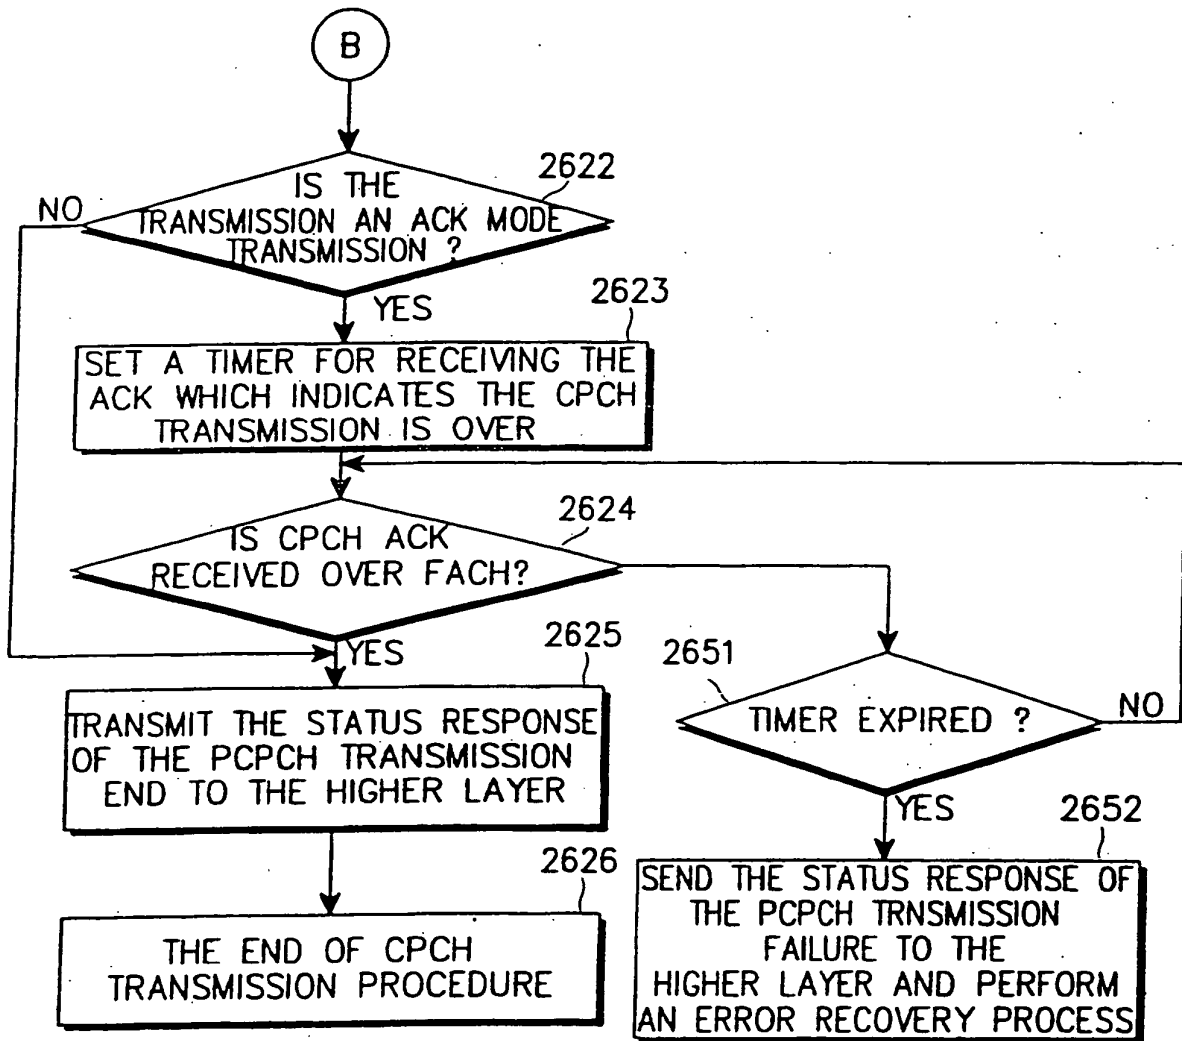 B
2622
IS THE
TRANSMISSION AN ACK MODE
TRANSMISSION ?
NO
YES
2623
SET A TIMER FOR RECEIVING THE
ACK WHICH INDICATES THE CPCH
TRANSMISSION IS OVER
2624
IS CPCH ACK
RECEIVED OVER FACH?
YES
2625
TRANSMIT THE STATUS RESPONSE
OF THE PCPCH TRANSMISSION
END TO THE HIGHER LAYER
2626
THE END OF CPCH
TRANSMISSION PROCEDURE
2651
TIMER EXPIRED ?
NO
YES
2652
SEND THE STATUS RESPONSE OF
THE PCPCH TRNSMISSION
FAILURE TO THE
HIGHER LAYER AND PERFORM
AN ERROR RECOVERY PROCESS